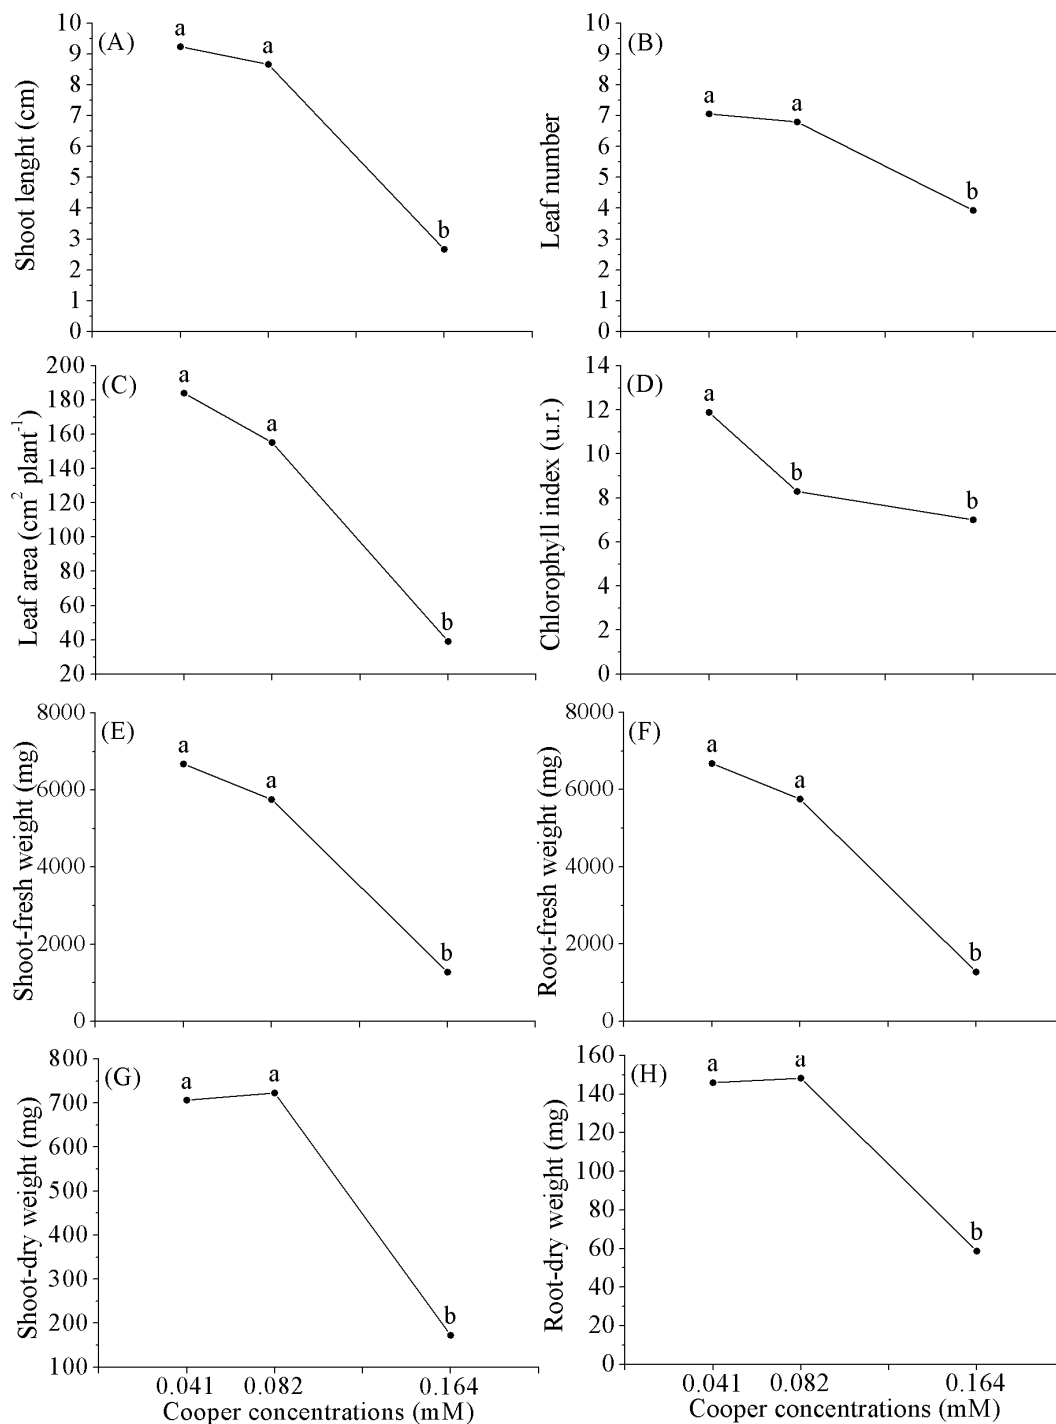 (A)
Shoot lenght (cm)
10
9
8
7
6
5
4
3
2
1
0
a
a
b
(B)
Leaf number
10
9
8
7
6
5
4
3
2
1
0
a
a
b
(C)
Leaf area (cm² plant⁻¹)
200
180
160
140
120
100
80
60
40
20
a
a
b
(D)
Chlorophyll index (u.r.)
14
12
10
8
6
4
2
0
a
b
b
(E)
Shoot-fresh weight (mg)
8000
6000
4000
2000
0
a
a
b
(F)
Root-fresh weight (mg)
8000
6000
4000
2000
0
a
a
b
(G)
Shoot-dry weight (mg)
800
700
600
500
400
300
200
100
a
a
b
0.041 0.082 0.164
Cooper concentrations (mM)
(H)
Root-dry weight (mg)
160
140
120
100
80
60
40
20
0
a
a
b
0.041 0.082 0.164
Cooper concentrations (mM)